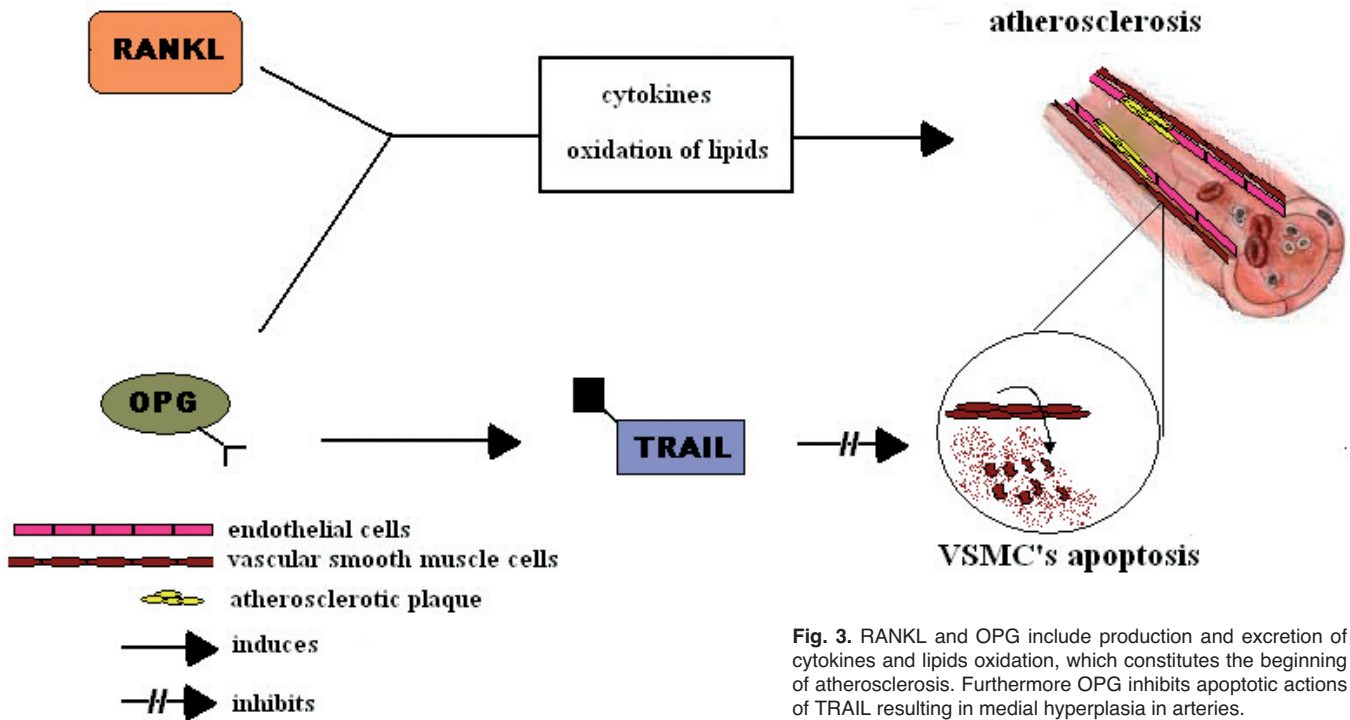 atherosclerosis
RANKL
cytokines
oxidation of lipids
OPG
TRAIL
VSMC's apoptosis
endothelial cells
vascular smooth muscle cells
atherosclerotic plaque
induces
inhibits
Fig. 3. RANKL and OPG include production and excretion of
cytokines and lipids oxidation, which constitutes the beginning
of atherosclerosis. Furthermore OPG inhibits apoptotic actions
of TRAIL resulting in medial hyperplasia in arteries.